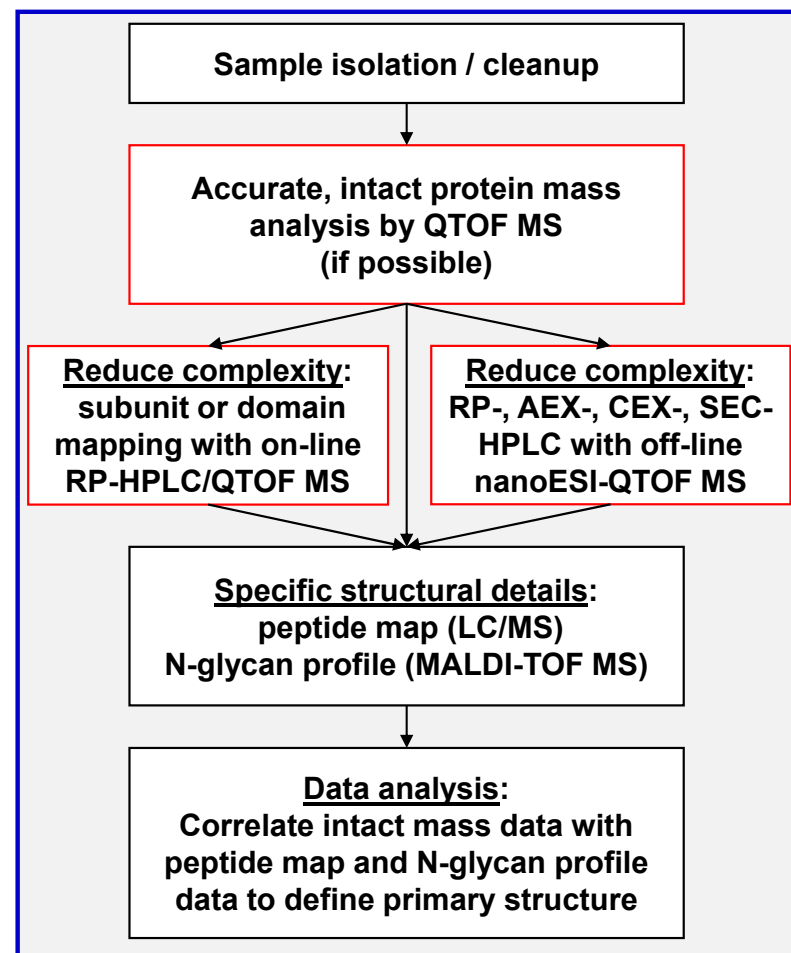 Sample isolation / cleanup
Accurate, intact protein mass
analysis by QTOF MS
(if possible)
Reduce complexity:
subunit or domain
mapping with on-line
RP-HPLC/QTOF MS
Reduce complexity:
RP-, AEX-, CEX-, SEC-
HPLC with off-line
nanoESI-QTOF MS
Specific structural details:
peptide map (LC/MS)
N-glycan profile (MALDI-TOF MS)
Data analysis:
Correlate intact mass data with
peptide map and N-glycan profile
data to define primary structure